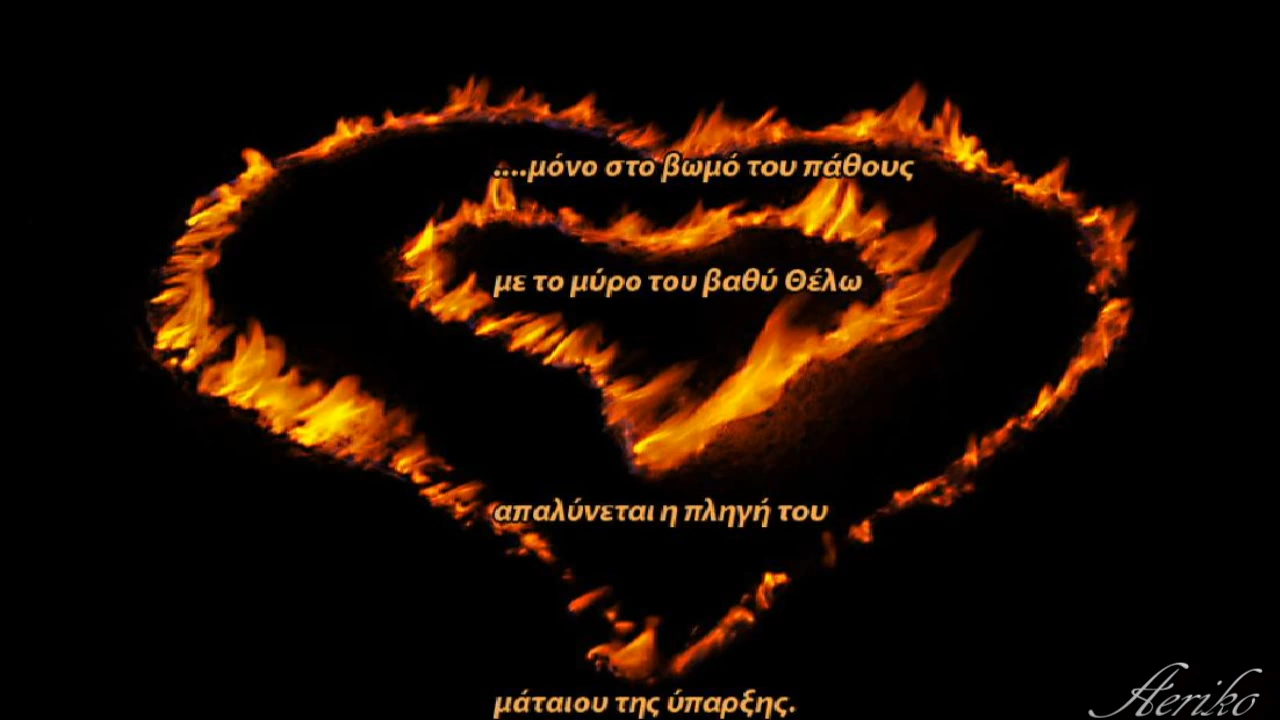 ....μόνο στο βωμό του πάθους
με το μύρο του βαθύ Θέλω
απαλύνεται η πληγή του
μάταιου της ύπαρξης.
Aeriko